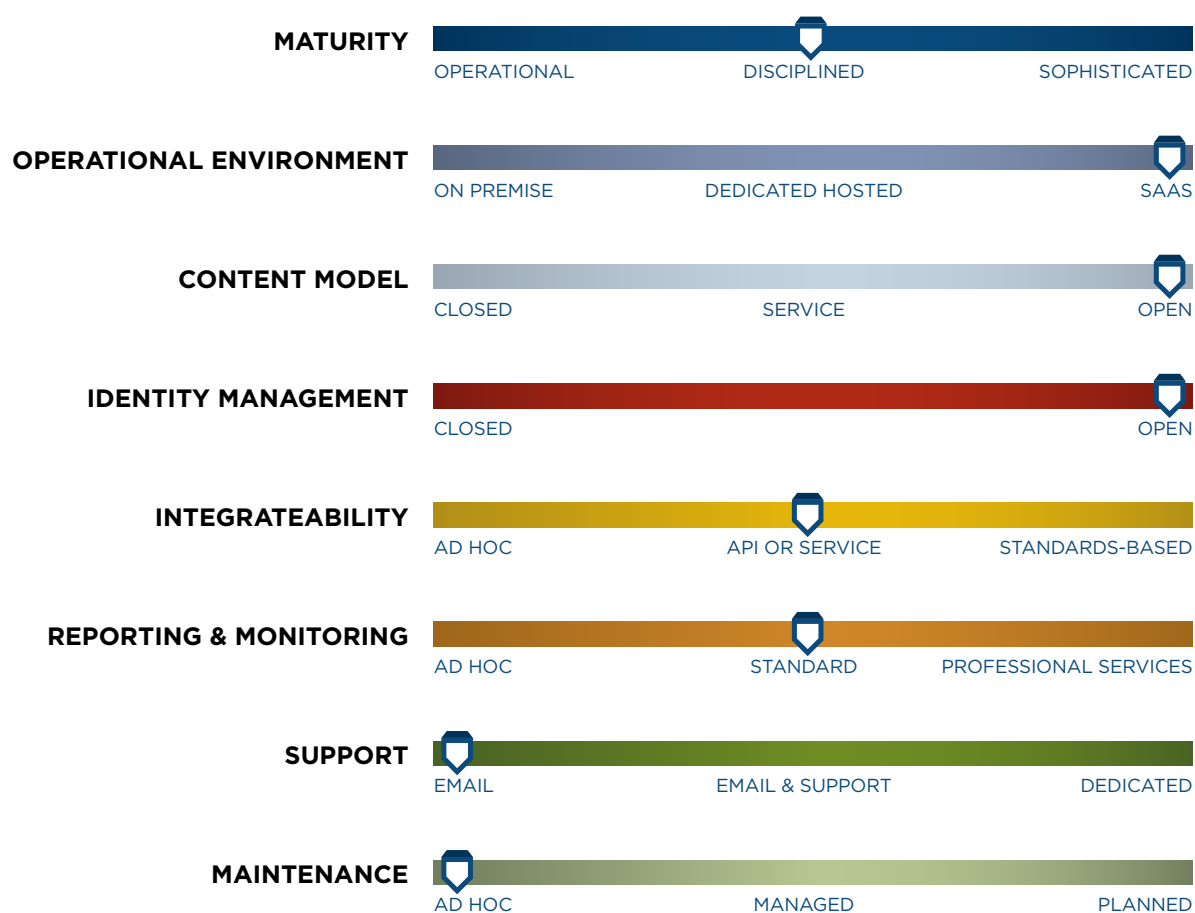 MATURITY
OPERATIONAL DISCIPLINED SOPHISTICATED
OPERATIONAL ENVIRONMENT
ON PREMISE DEDICATED HOSTED SAAS
CONTENT MODEL
CLOSED SERVICE OPEN
IDENTITY MANAGEMENT
CLOSED OPEN
INTEGRATEABILITY
AD HOC API OR SERVICE STANDARDS-BASED
REPORTING & MONITORING
AD HOC STANDARD PROFESSIONAL SERVICES
SUPPORT
EMAIL EMAIL & SUPPORT DEDICATED
MAINTENANCE
AD HOC MANAGED PLANNED